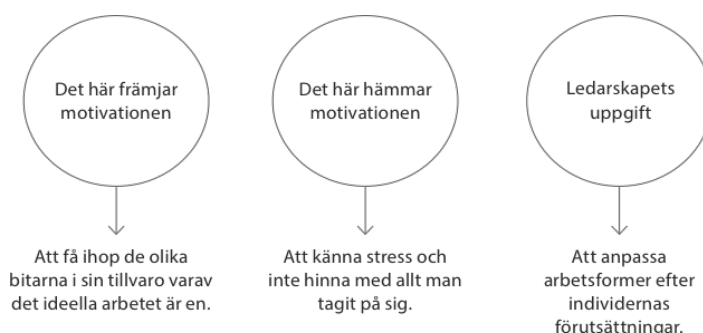 Det här främjar
motivationen
Att få ihop de olika
bitarna i sin tillvaro varav
det ideella arbetet är en.
Det här hämmar
motivationen
Att känna stress och
inte hinna med allt man
tagit på sig.
Ledarskapets
uppgift
Att anpassa
arbetsformer efter
individernas
förutsättningar.